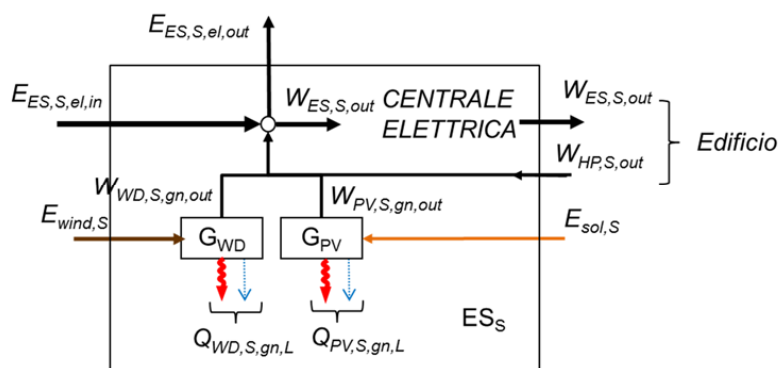 E_{ES,S,el,out}
E_{ES,S,el,in}
W_{ES,S,out}
CENTRALE
ELETTRICA
W_{ES,S,out}
Edificio
W_{HP,S,out}
W_{WD,S,gn,out}
W_{PV,S,gn,out}
E_{wind,S}
G_{WD}
G_{PV}
E_{sol,S}
Q_{WD,S,gn,L}
Q_{PV,S,gn,L}
ES_S